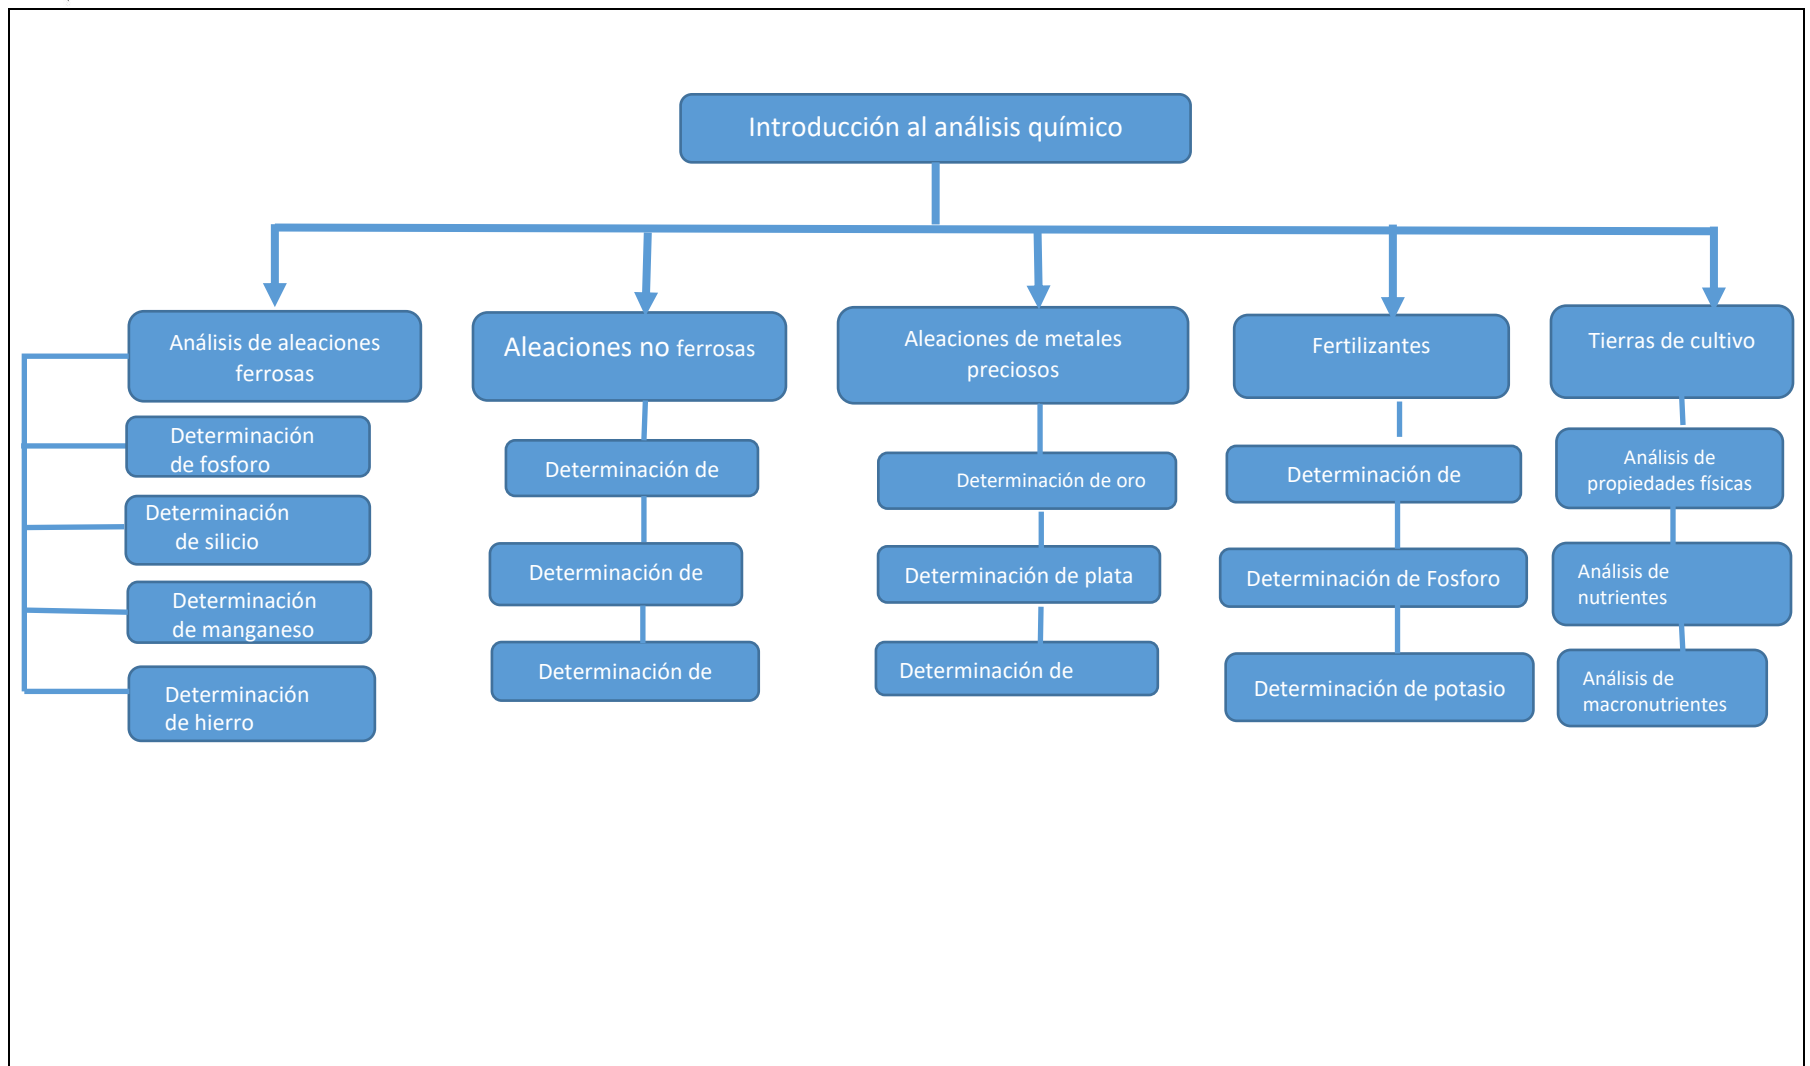 Introducción al análisis químico
Análisis de aleaciones
ferrosas
Determinación
de fosforo
Determinación
de silicio
Determinación
de manganeso
Determinación
de hierro
Aleaciones no ferrosas
Determinación de
Determinación de
Determinación de
Aleaciones de metales
preciosos
Determinación de oro
Determinación de plata
Determinación de
Fertilizantes
Determinación de
Determinación de Fosforo
Determinación de potasio
Tierras de cultivo
Análisis de
propiedades físicas
Análisis de
nutrientes
Análisis de
macronutrientes